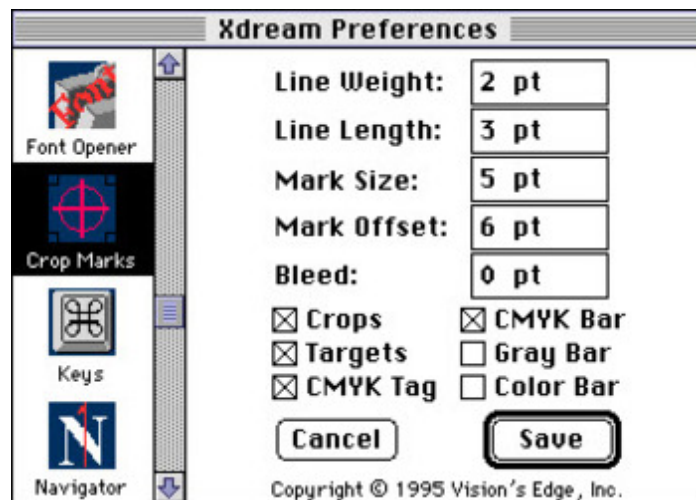 Xdream Preferences
Font
Font Opener
Crop Marks
Keys
N
Navigator
Line Weight: 2 pt
Line Length: 3 pt
Mark Size: 5 pt
Mark Offset: 6 pt
Bleed: 0 pt
Crops CMYK Bar
Targets Gray Bar
CMYK Tag Color Bar
Cancel Save
Copyright © 1995 Vision's Edge, Inc.